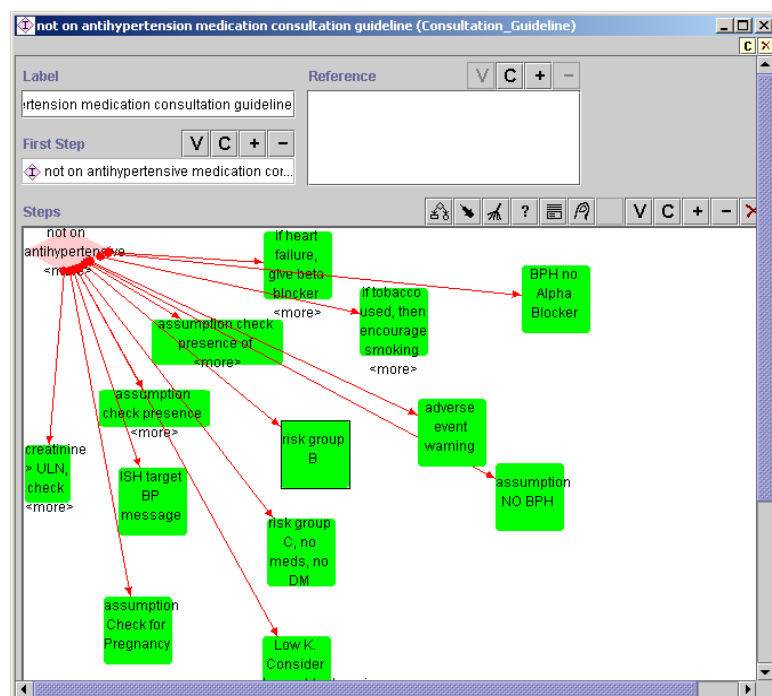 not on antihypertension medication consultation guideline (Consultation_Guideline)
C
Label
Reference
V C + −
rtension medication consultation guideline
First Step
V C + −
I not on antihypertensive medication cor...
Steps
? V C + −
not on
antihypertensive
<more>
if heart
failure,
give beta
blocker
<more>
BPH no
Alpha
Blocker
if tobacco
used, then
encourage
smoking
<more>
assumption check
presence of
<more>
assumption
check presence
<more>
adverse
event
warning
risk group
B
creatinine
> ULN,
check
<more>
ISH target
BP
message
assumption
NO BPH
risk group
C, no
meds, no
DM
assumption
Check for
Pregnancy
Low K.
Consider